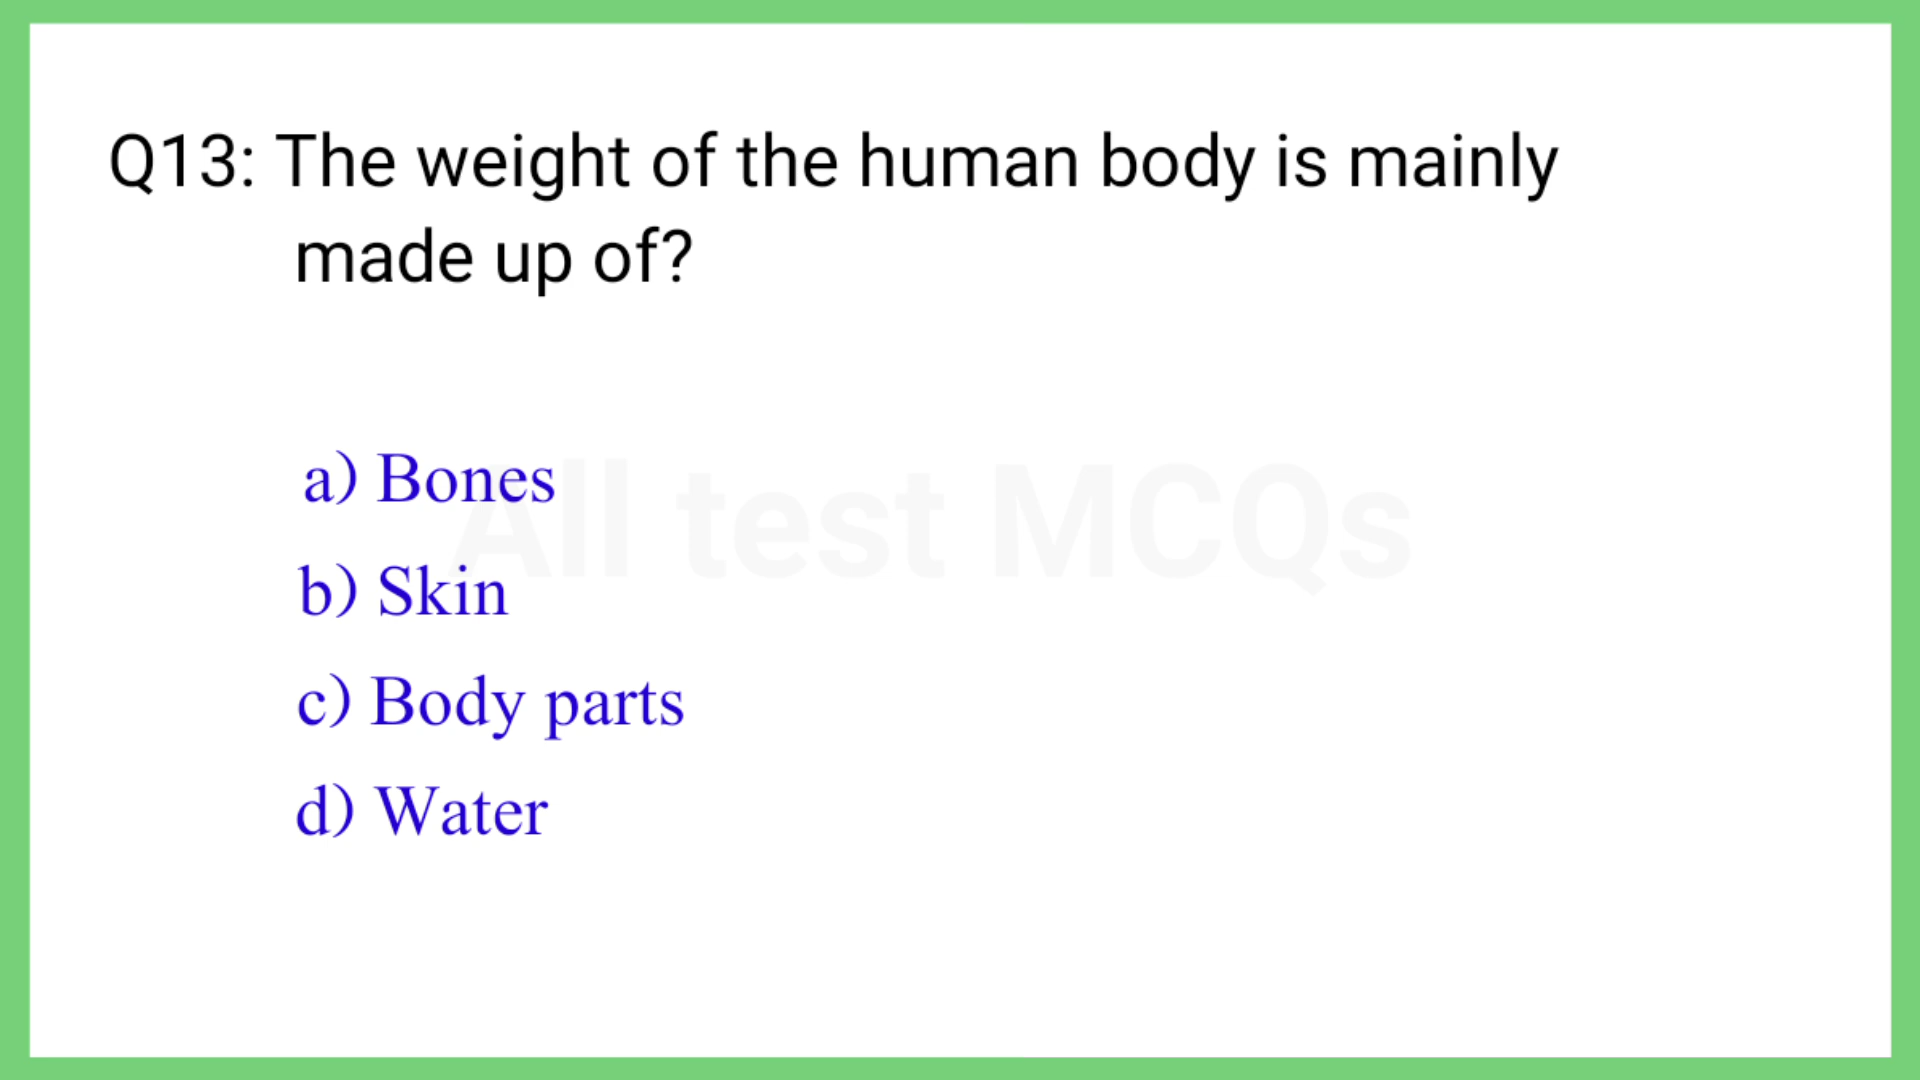 Q13: The weight of the human body is mainly
made up of?
All test MCQs
a) Bones
b) Skin
c) Body parts
d) Water